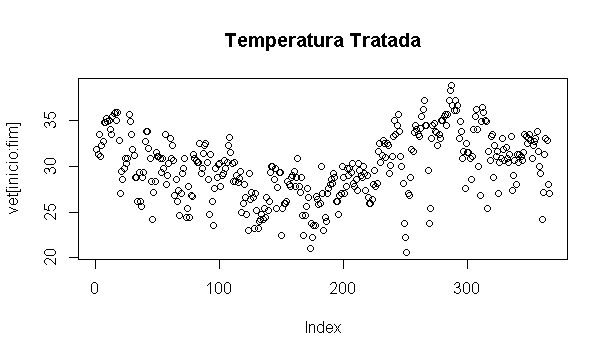 Temperatura Tratada
vet[inicio:fim]
35
30
25
20
0 100 200 300
Index